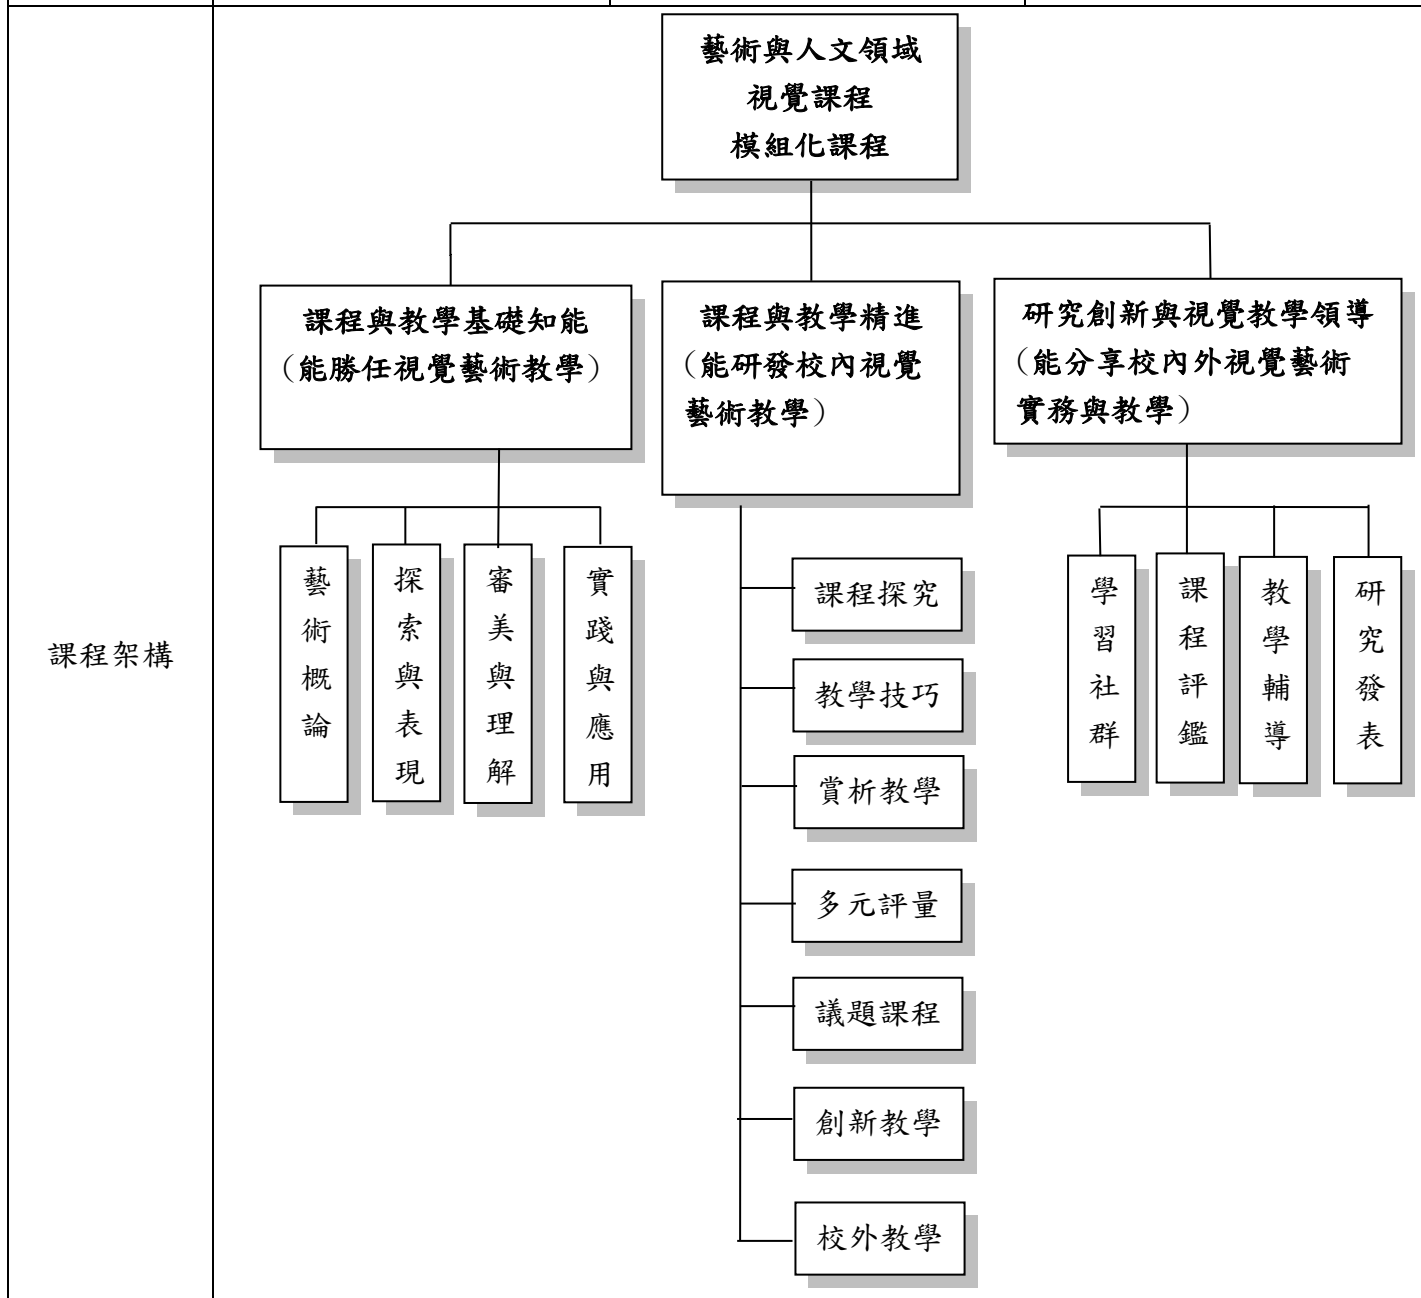 課程架構
藝術與人文領域
視覺課程
模組化課程
課程與教學基礎知能
（能勝任視覺藝術教學）
課程與教學精進
（能研發校內視覺
藝術教學）
研究創新與視覺教學領導
（能分享校內外視覺藝術
實務與教學）
藝術概論
探索與表現
審美與理解
實踐與應用
課程探究
教學技巧
賞析教學
多元評量
議題課程
創新教學
校外教學
學習社群
課程評鑑
教學輔導
研究發表